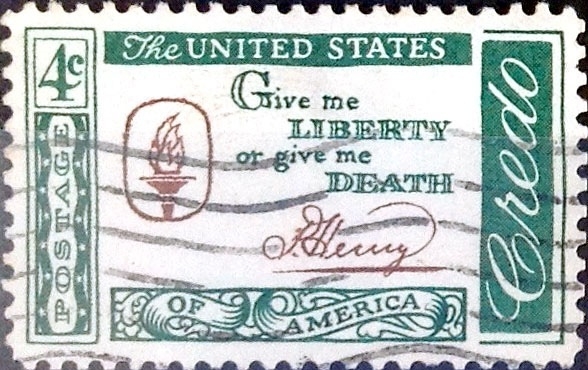 The UNITED STATES
4c
POSTAGE
Give me
LIBERTY
or give me
DEATH
P. Henry
OF AMERICA
Credo